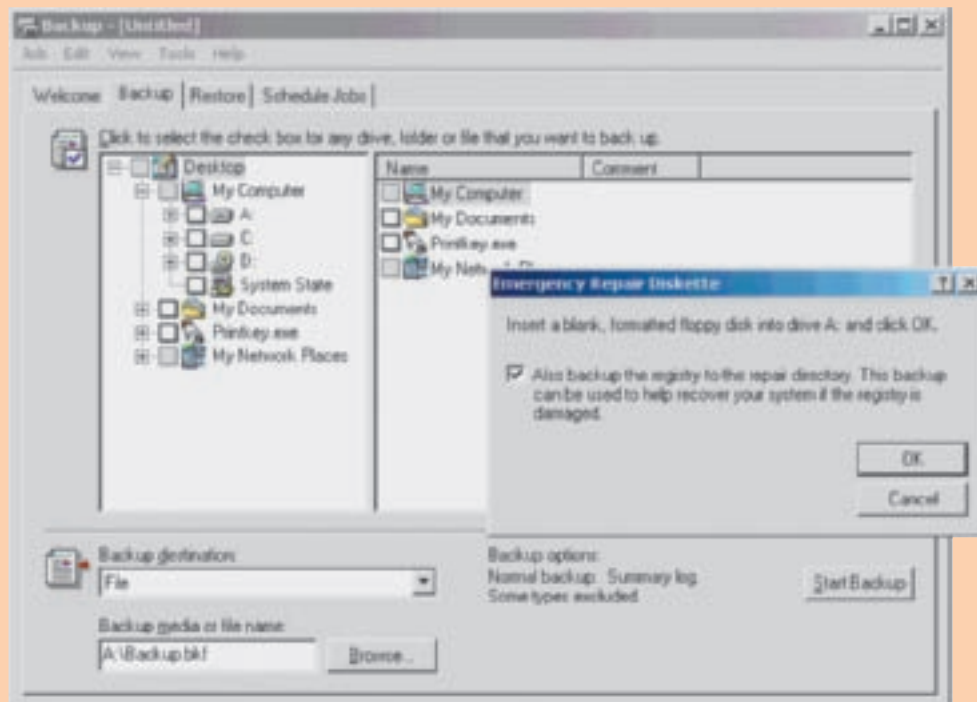 Backup - [Untitled]
Job Edit View Tools Help
Welcome Backup Restore Schedule Jobs
Click to select the check box for any drive, folder or file that you want to back up.
Desktop
My Computer
A:
C:
D:
System State
My Documents
Printkey.exe
My Network Places
Name Comment
My Computer
My Documents
Printkey.exe
My
Emergency Repair Diskette
Insert a blank, formatted floppy disk into drive A: and click OK.
Also backup the registry to the repair directory. This backup
can be used to help recover your system if the registry is
damaged.
OK
Cancel
Backup destination:
File
Backup media or file name:
A:\Backup.bkf
Browse...
Backup options:
Normal backup. Summary log.
Some types excluded.
Start Backup